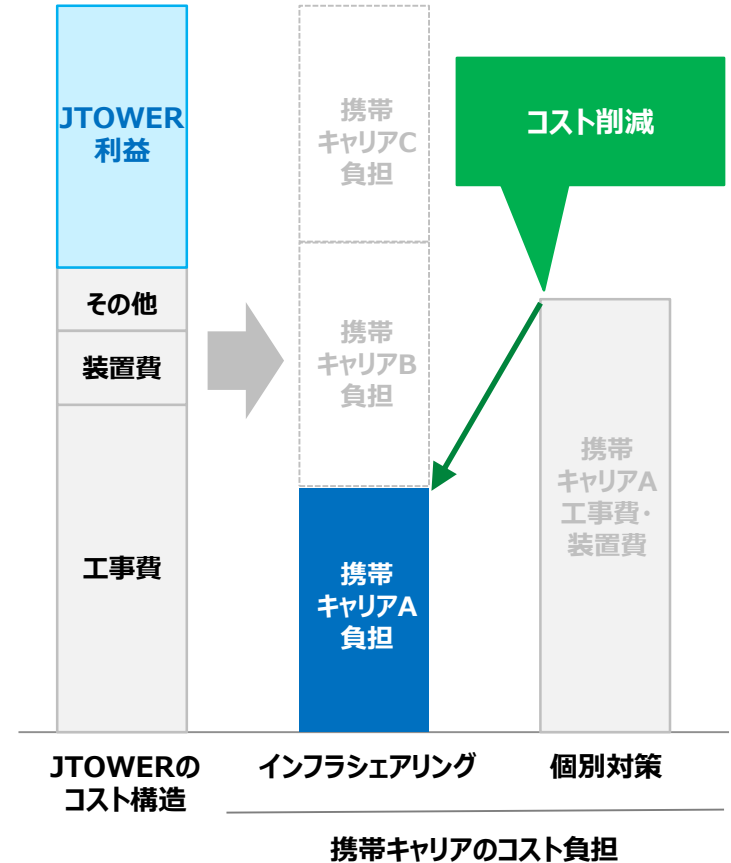 JTOWER
利益
その他
装置費
工事費
携帯
キャリアC
負担
携帯
キャリアB
負担
携帯
キャリアA
負担
コスト削減
携帯
キャリアA
工事費・
装置費
JTOWERの
コスト構造
インフラシェアリング
個別対策
携帯キャリアのコスト負担